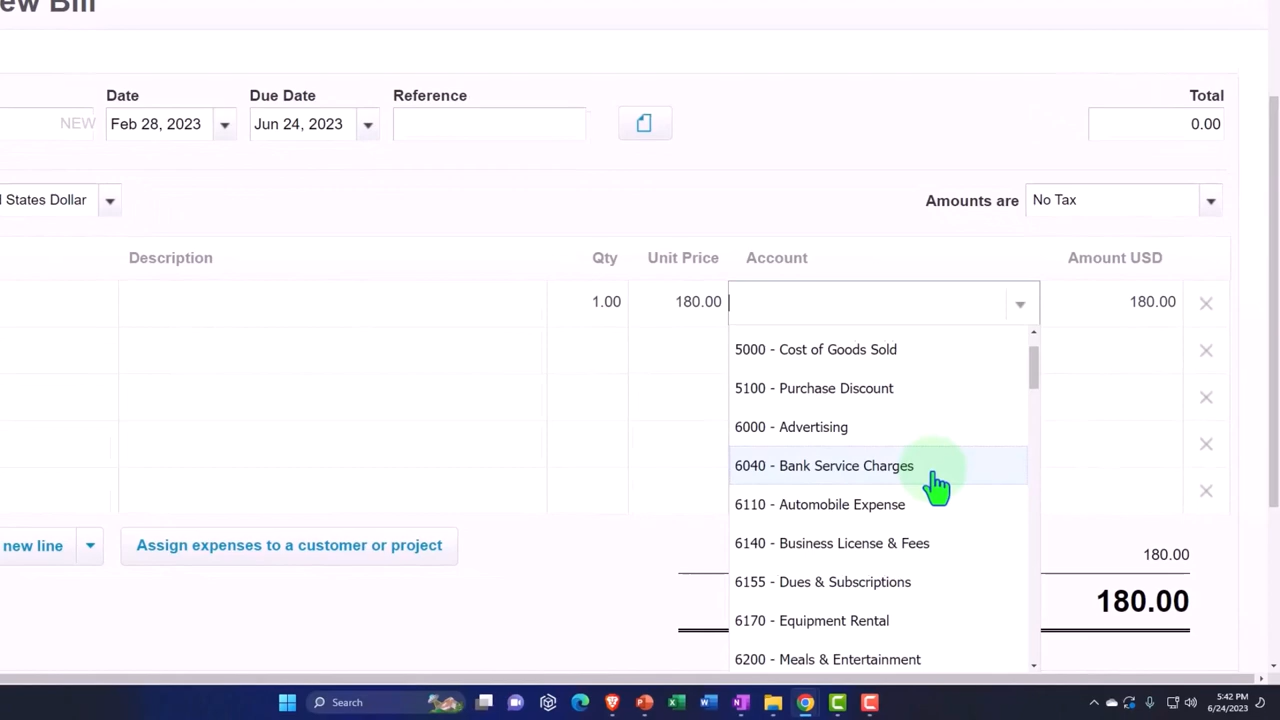 ew Bill
Date
Due Date
Reference
Total
NEW
Feb 28, 2023
Jun 24, 2023
0.00
States Dollar
Amounts are
No Tax
Description
Qty
Unit Price
Account
Amount USD
1.00
180.00
180.00
5000 - Cost of Goods Sold
5100 - Purchase Discount
6000 - Advertising
6040 - Bank Service Charges
6110 - Automobile Expense
6140 - Business License & Fees
6155 - Dues & Subscriptions
6170 - Equipment Rental
6200 - Meals & Entertainment
new line
Assign expenses to a customer or project
180.00
180.00
Search
5:42 PM
6/24/2023